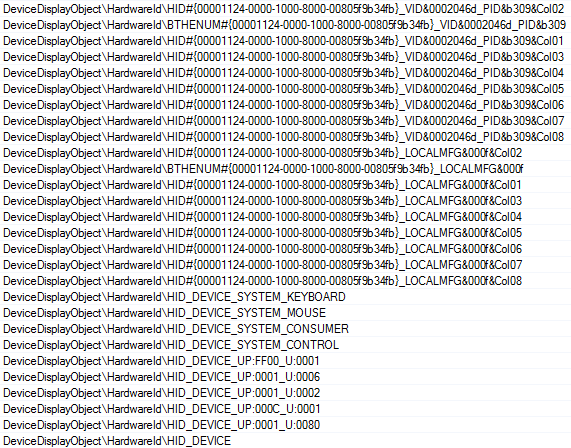 DeviceDisplayObject\HardwareId\HID#{00001124-0000-1000-8000-00805f9b34fb}_VID&0002046d_PID&b309&Col02
DeviceDisplayObject\HardwareId\BTHENUM#{00001124-0000-1000-8000-00805f9b34fb}_VID&0002046d_PID&b309
DeviceDisplayObject\HardwareId\HID#{00001124-0000-1000-8000-00805f9b34fb}_VID&0002046d_PID&b309&Col01
DeviceDisplayObject\HardwareId\HID#{00001124-0000-1000-8000-00805f9b34fb}_VID&0002046d_PID&b309&Col03
DeviceDisplayObject\HardwareId\HID#{00001124-0000-1000-8000-00805f9b34fb}_VID&0002046d_PID&b309&Col04
DeviceDisplayObject\HardwareId\HID#{00001124-0000-1000-8000-00805f9b34fb}_VID&0002046d_PID&b309&Col05
DeviceDisplayObject\HardwareId\HID#{00001124-0000-1000-8000-00805f9b34fb}_VID&0002046d_PID&b309&Col06
DeviceDisplayObject\HardwareId\HID#{00001124-0000-1000-8000-00805f9b34fb}_VID&0002046d_PID&b309&Col07
DeviceDisplayObject\HardwareId\HID#{00001124-0000-1000-8000-00805f9b34fb}_VID&0002046d_PID&b309&Col08
DeviceDisplayObject\HardwareId\HID#{00001124-0000-1000-8000-00805f9b34fb}_LOCALMFG&000f&Col02
DeviceDisplayObject\HardwareId\BTHENUM#{00001124-0000-1000-8000-00805f9b34fb}_LOCALMFG&000f
DeviceDisplayObject\HardwareId\HID#{00001124-0000-1000-8000-00805f9b34fb}_LOCALMFG&000f&Col01
DeviceDisplayObject\HardwareId\HID#{00001124-0000-1000-8000-00805f9b34fb}_LOCALMFG&000f&Col03
DeviceDisplayObject\HardwareId\HID#{00001124-0000-1000-8000-00805f9b34fb}_LOCALMFG&000f&Col04
DeviceDisplayObject\HardwareId\HID#{00001124-0000-1000-8000-00805f9b34fb}_LOCALMFG&000f&Col05
DeviceDisplayObject\HardwareId\HID#{00001124-0000-1000-8000-00805f9b34fb}_LOCALMFG&000f&Col06
DeviceDisplayObject\HardwareId\HID#{00001124-0000-1000-8000-00805f9b34fb}_LOCALMFG&000f&Col07
DeviceDisplayObject\HardwareId\HID#{00001124-0000-1000-8000-00805f9b34fb}_LOCALMFG&000f&Col08
DeviceDisplayObject\HardwareId\HID_DEVICE_SYSTEM_KEYBOARD
DeviceDisplayObject\HardwareId\HID_DEVICE_SYSTEM_MOUSE
DeviceDisplayObject\HardwareId\HID_DEVICE_SYSTEM_CONSUMER
DeviceDisplayObject\HardwareId\HID_DEVICE_SYSTEM_CONTROL
DeviceDisplayObject\HardwareId\HID_DEVICE_UP:FF00_U:0001
DeviceDisplayObject\HardwareId\HID_DEVICE_UP:0001_U:0006
DeviceDisplayObject\HardwareId\HID_DEVICE_UP:0001_U:0002
DeviceDisplayObject\HardwareId\HID_DEVICE_UP:000C_U:0001
DeviceDisplayObject\HardwareId\HID_DEVICE_UP:0001_U:0080
DeviceDisplayObject\HardwareId\HID_DEVICE